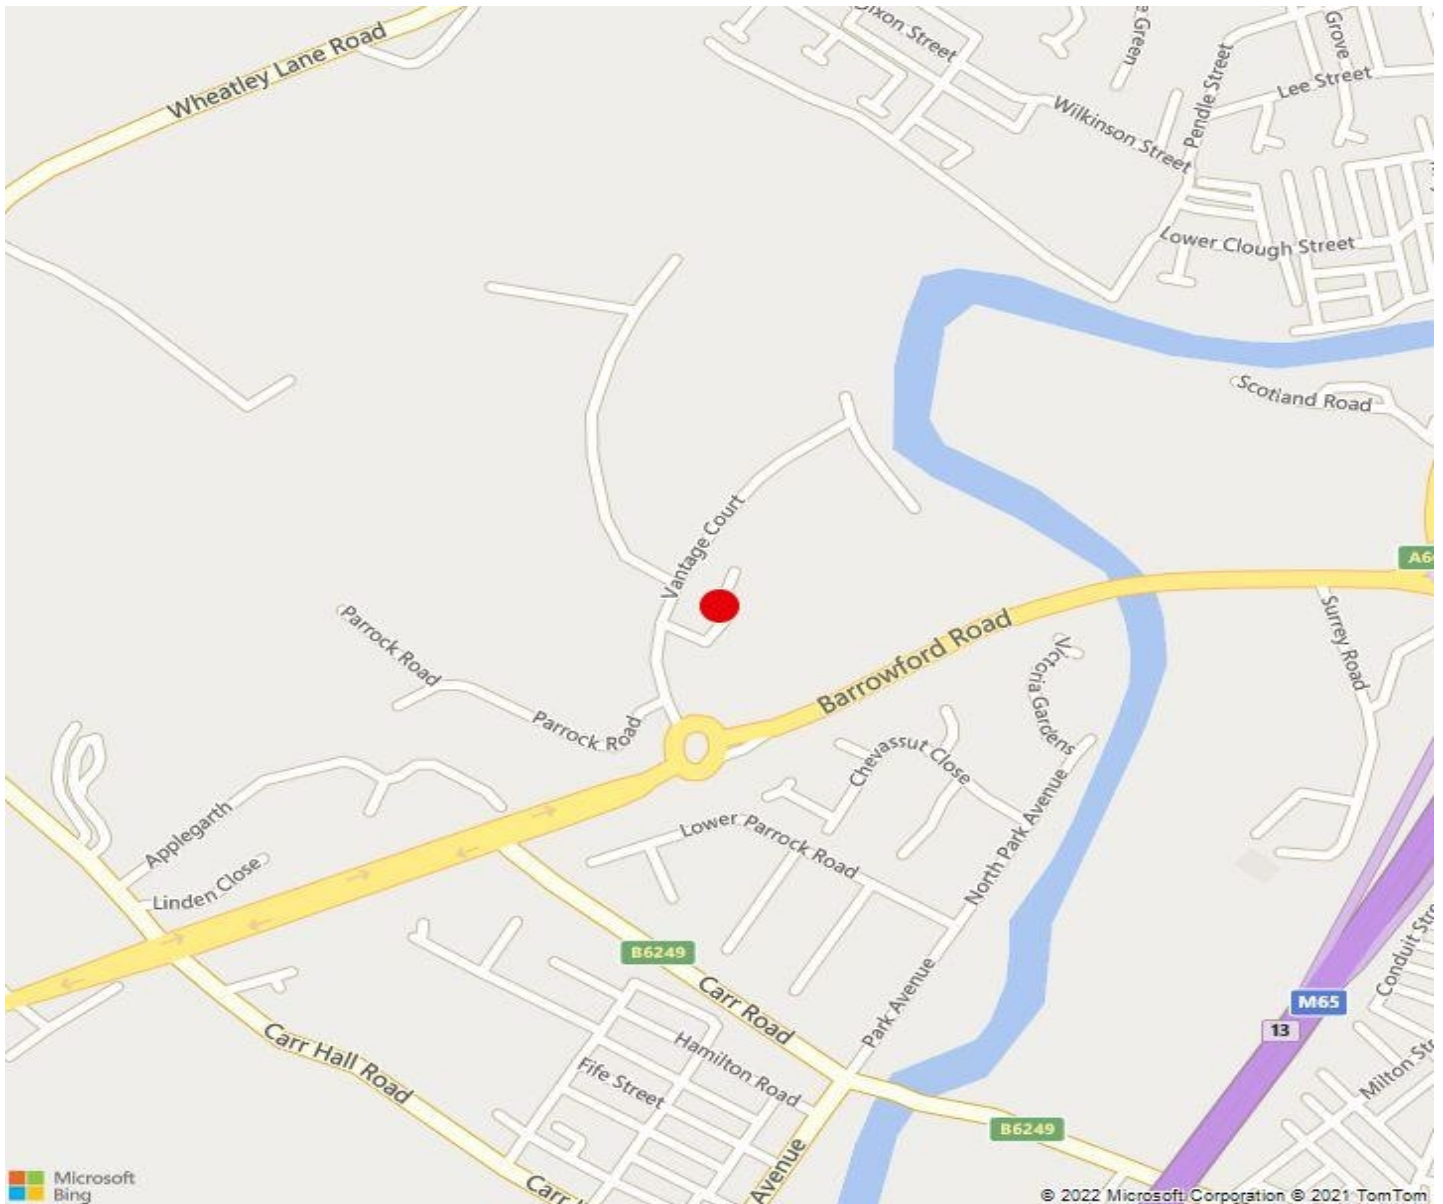 Dixon Street
Green
Grove
Wheatley Lane Road
Lee Street
Pendle Street
Wilkinson Street
Lower Clough Street
Scotland Road
Vantage Court
Parrock Road
Barrowford Road
Surrey Road
Victoria Gardens
Parrock Road
Chevassut Close
Applegarth
Lower Parrock Road
North Park Avenue
Linden Close
B6249
Conduit Stre
M65
13
Carr Road
Park Avenue
Carr Hall Road
Hamilton Road
Fife Street
Milton Str
B6249
Avenue
Carr
Microsoft
Bing
© 2022 Microsoft Corporation © 2021 TomTom